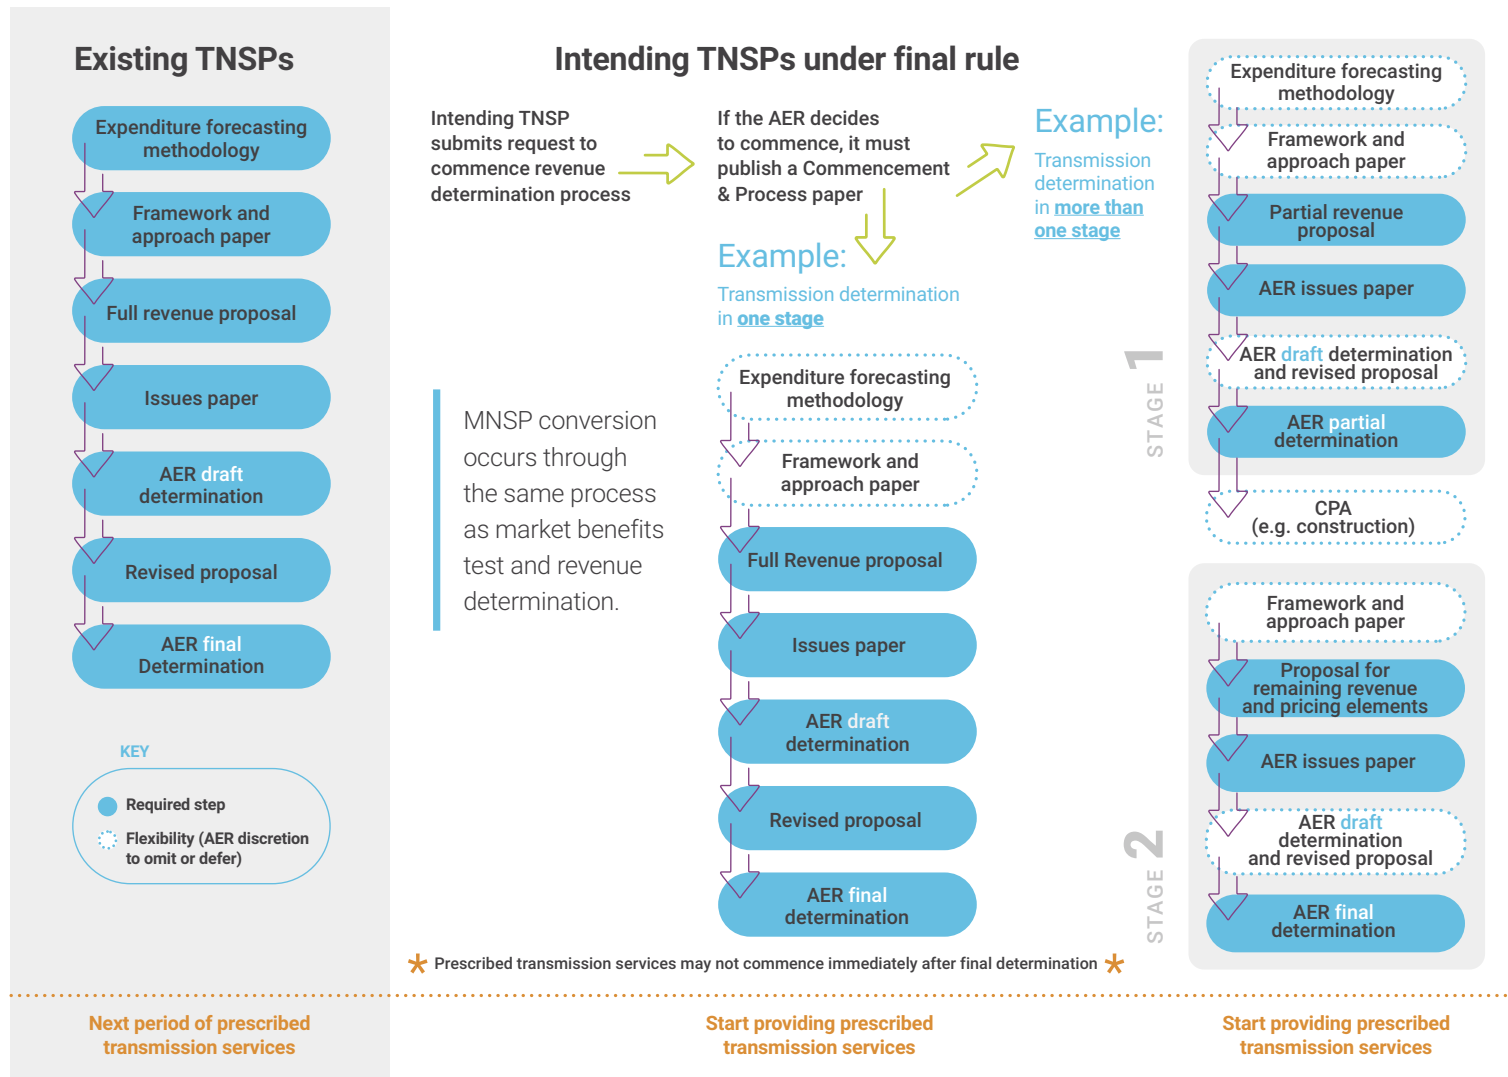 Existing TNSPs
Expenditure forecasting
methodology
Framework and
approach paper
Full revenue proposal
Issues paper
AER draft
determination
Revised proposal
AER final
Determination
KEY
Required step
Flexibility (AER discretion
to omit or defer)
Next period of prescribed
transmission services
Intending TNSPs under final rule
Intending TNSP
submits request to
commence revenue
determination process
If the AER decides
to commence, it must
publish a Commencement
& Process paper
Example:
Transmission
determination
in more than
one stage
Example:
Transmission determination
in one stage
MNSP conversion
occurs through
the same process
as market benefits
test and revenue
determination.
Expenditure forecasting
methodology
Framework and
approach paper
Full Revenue proposal
Issues paper
AER draft
determination
Revised proposal
AER final
determination
* Prescribed transmission services may not commence immediately after final determination *
Start providing prescribed
transmission services
STAGE 1
Expenditure forecasting
methodology
Framework and
approach paper
Partial revenue
proposal
AER issues paper
AER draft determination
and revised proposal
AER partial
determination
CPA
(e.g. construction)
STAGE 2
Framework and
approach paper
Proposal for
remaining revenue
and pricing elements
AER issues paper
AER draft
determination
and revised proposal
AER final
determination
Start providing prescribed
transmission services